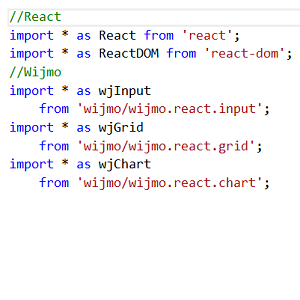 //React
import * as React from 'react';
import * as ReactDOM from 'react-dom';
//Wijmo
import * as wjInput
    from 'wijmo/wijmo.react.input';
import * as wjGrid
    from 'wijmo/wijmo.react.grid';
import * as wjChart
    from 'wijmo/wijmo.react.chart';